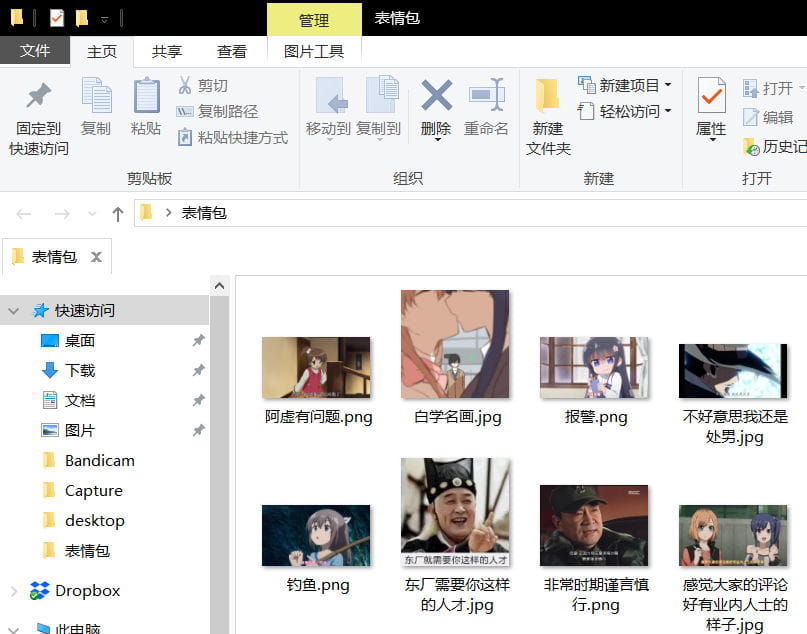 管理
表情包
文件
主页
共享
查看
图片工具
固定到
快速访问
复制
粘贴
剪切
复制路径
粘贴快捷方式
剪贴板
移动到
复制到
删除
重命名
组织
新建
文件夹
新建项目
轻松访问
新建
属性
打开
编辑
历史记
打开
表情包
表情包
快速访问
桌面
下载
文档
图片
Bandicam
Capture
desktop
表情包
Dropbox
此电脑
阿虚有问题.png
白学名画.jpg
报警.png
不好意思我还是
处男.jpg
东厂就需要你这样的人才
MBC
钓鱼.png
东厂需要你这样
的人才.jpg
非常时期谨言慎
行.png
感觉大家的评论
好有业内人士的
样子.jpg